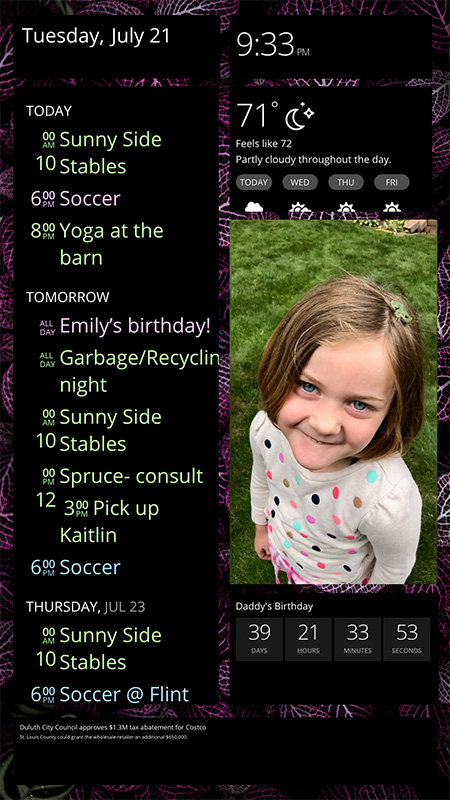 Tuesday, July 21
9:33 PM
71°
Feels like 72
Partly cloudy throughout the day.
TODAY WED THU FRI
TODAY
10 00 AM Sunny Side
Stables
6 00 PM Soccer
8 00 PM Yoga at the
barn
TOMORROW
ALL DAY Emily's birthday!
ALL DAY Garbage/Recyclin
night
10 00 AM Sunny Side
Stables
12 00 PM Spruce- consult
3 00 PM Pick up
Kaitlin
6 00 PM Soccer
THURSDAY, JUL 23
10 00 AM Sunny Side
Stables
6 00 PM Soccer @ Flint
Daddy's Birthday
39 21 33 53
DAYS HOURS MINUTES SECONDS
Duluth City Council approves $1.3M tax abatement for Costco
St. Louis County could grant the wholesale retailer an additional $650,000.